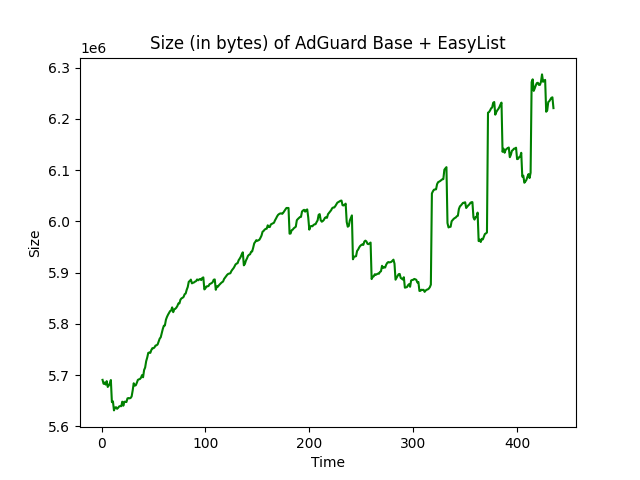 Size (in bytes) of AdGuard Base + EasyList
1e6
6.3
6.2
6.1
6.0
5.9
5.8
5.7
5.6
Size
0 100 200 300 400
Time